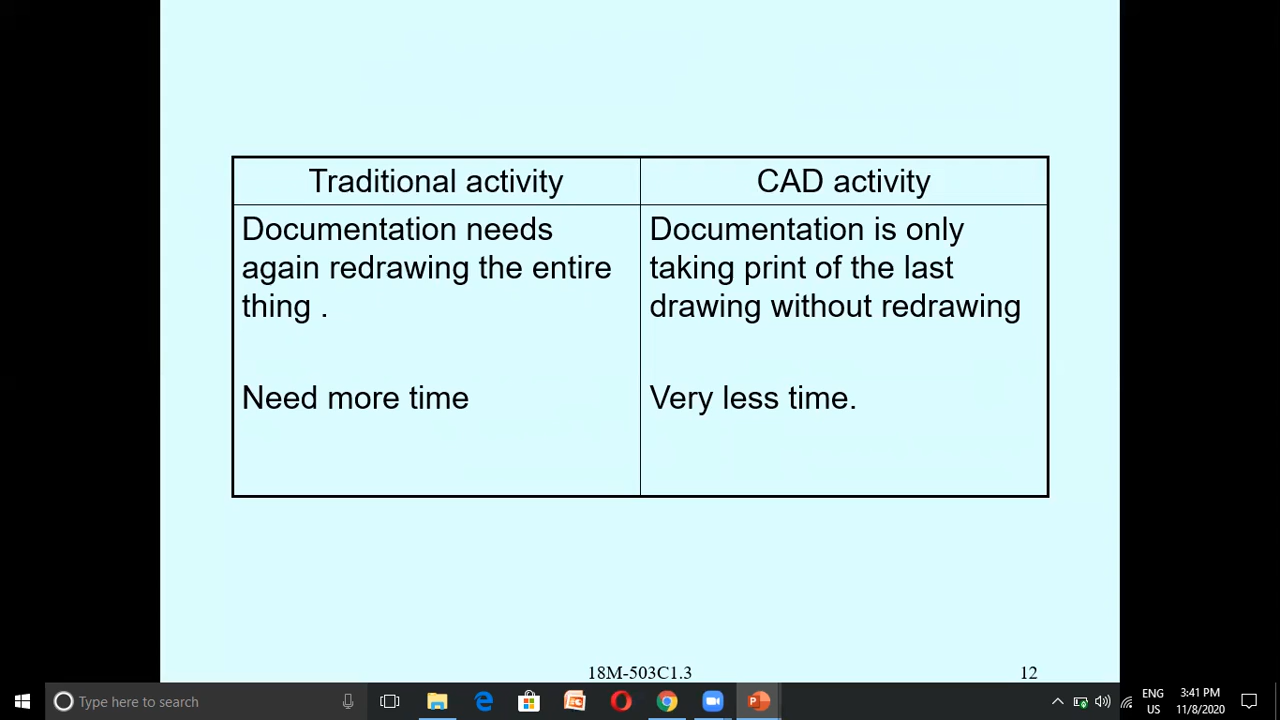 Traditional activity
CAD activity
Documentation needs
again redrawing the entire
thing .
Need more time
Documentation is only
taking print of the last
drawing without redrawing
Very less time.
18M-503C1.3
12
Type here to search
ENG
US
3:41 PM
11/8/2020